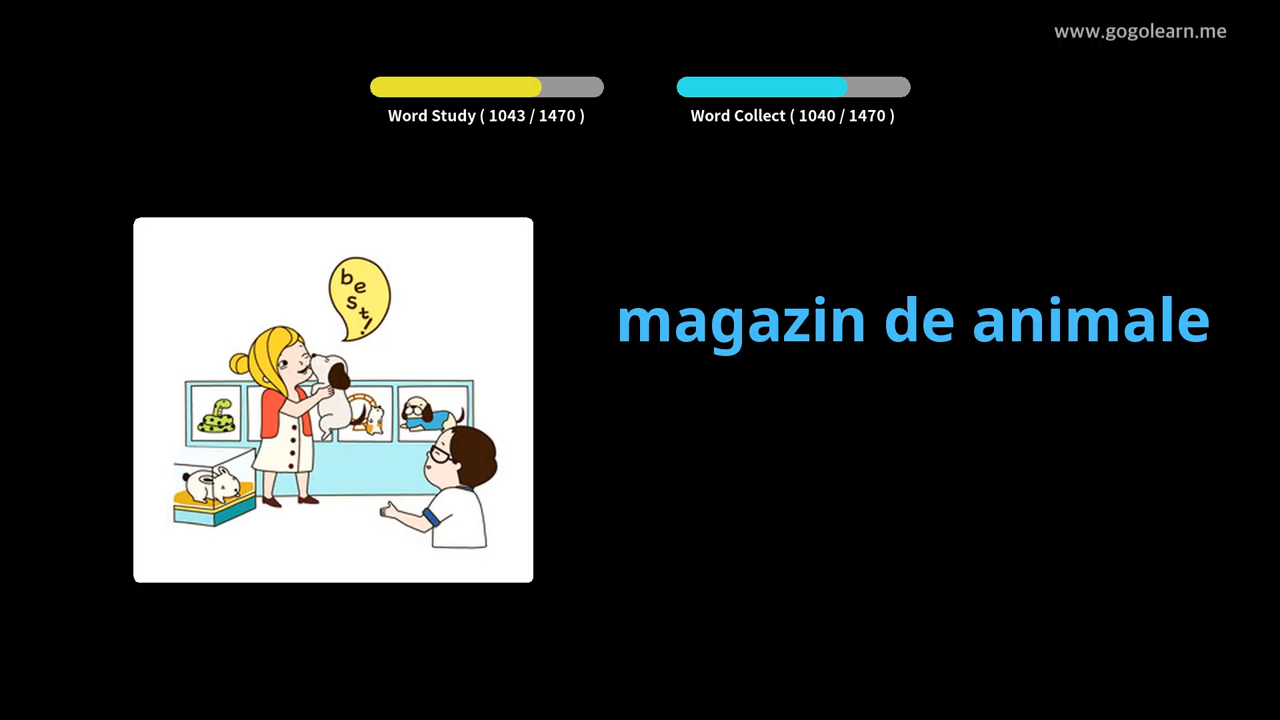 www.gogolearn.me
Word Study ( 1043 / 1470 )
Word Collect ( 1040 / 1470 )
best!
magazin de animale